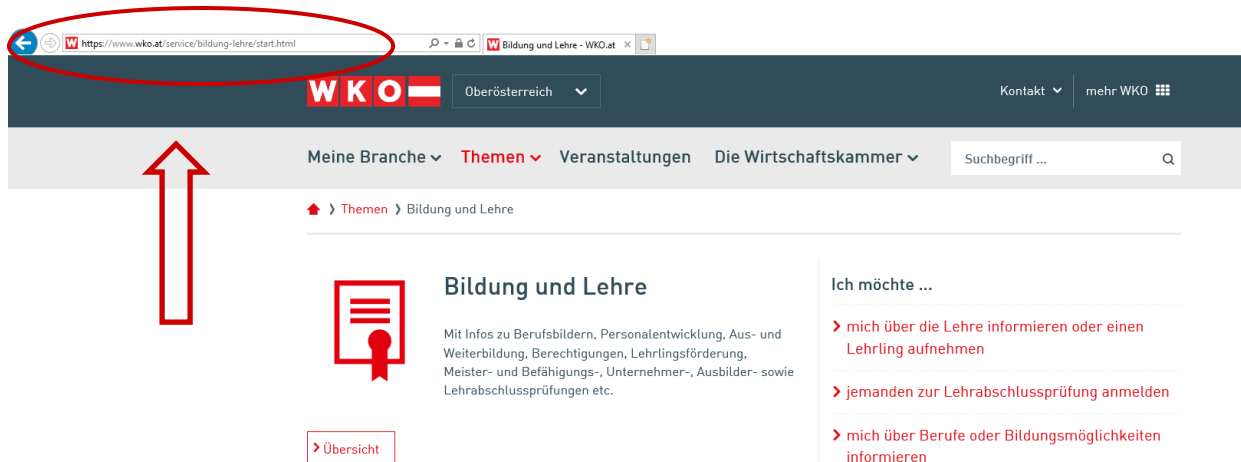 https://www.wko.at/service/bildung-lehre/start.html
Bildung und Lehre - WKO.at
WKO
Oberösterreich
Kontakt
mehr WKO
Meine Branche
Themen
Veranstaltungen
Die Wirtschaftskammer
Suchbegriff ...
Themen
Bildung und Lehre
Bildung und Lehre
Mit Infos zu Berufsbildern, Personalentwicklung, Aus- und
Weiterbildung, Berechtigungen, Lehrlingsförderung,
Meister- und Befähigungs-, Unternehmer-, Ausbilder- sowie
Lehrabschlussprüfungen etc.
Übersicht
Ich möchte ...
mich über die Lehre informieren oder einen
Lehrling aufnehmen
jemanden zur Lehrabschlussprüfung anmelden
mich über Berufe oder Bildungsmöglichkeiten
informieren